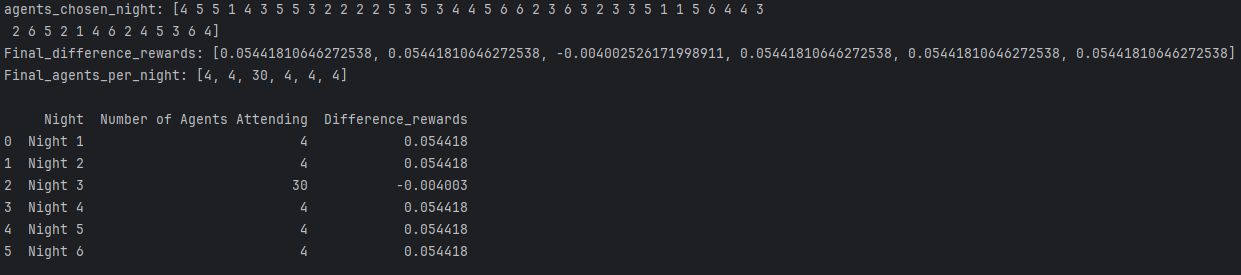 agents_chosen_night: [4 5 5 1 4 3 5 5 3 2 2 2 2 5 3 5 3 4 4 5 6 6 2 3 6 3 2 3 3 5 1 1 5 6 4 4 3
2 6 5 2 1 4 6 2 4 5 3 6 4]
Final_difference_rewards: [0.05441810646272538, 0.05441810646272538, -0.004002526171998911, 0.05441810646272538, 0.05441810646272538, 0.05441810646272538]
Final_agents_per_night: [4, 4, 30, 4, 4, 4]
Night Number of Agents Attending Difference_rewards
0 Night 1 4 0.054418
1 Night 2 4 0.054418
2 Night 3 30 -0.004003
3 Night 4 4 0.054418
4 Night 5 4 0.054418
5 Night 6 4 0.054418